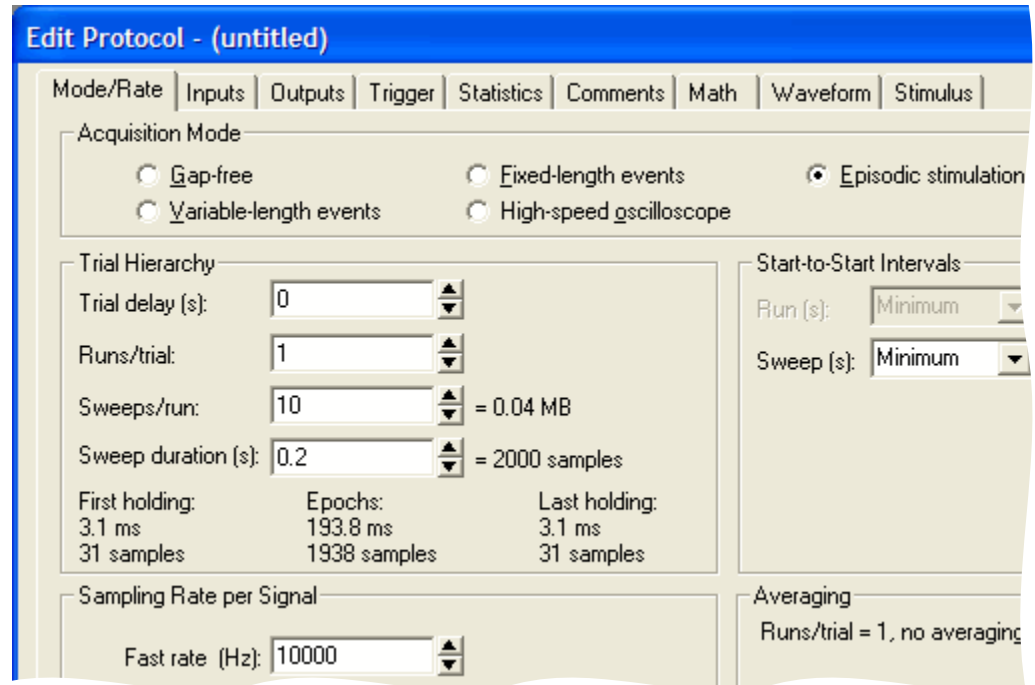 Edit Protocol - (untitled)
Mode/Rate Inputs Outputs Trigger Statistics Comments Math Waveform Stimulus
Acquisition Mode
Gap-free Fixed-length events Episodic stimulation
Variable-length events High-speed oscilloscope
Trial Hierarchy
Trial delay (s): 0
Runs/trial: 1
Sweeps/run: 10 = 0.04 MB
Sweep duration (s): 0.2 = 2000 samples
First holding: Epochs: Last holding:
3.1 ms 193.8 ms 3.1 ms
31 samples 1938 samples 31 samples
Start-to-Start Intervals
Run (s): Minimum
Sweep (s): Minimum
Sampling Rate per Signal
Fast rate (Hz): 10000
Averaging
Runs/trial = 1, no averaging